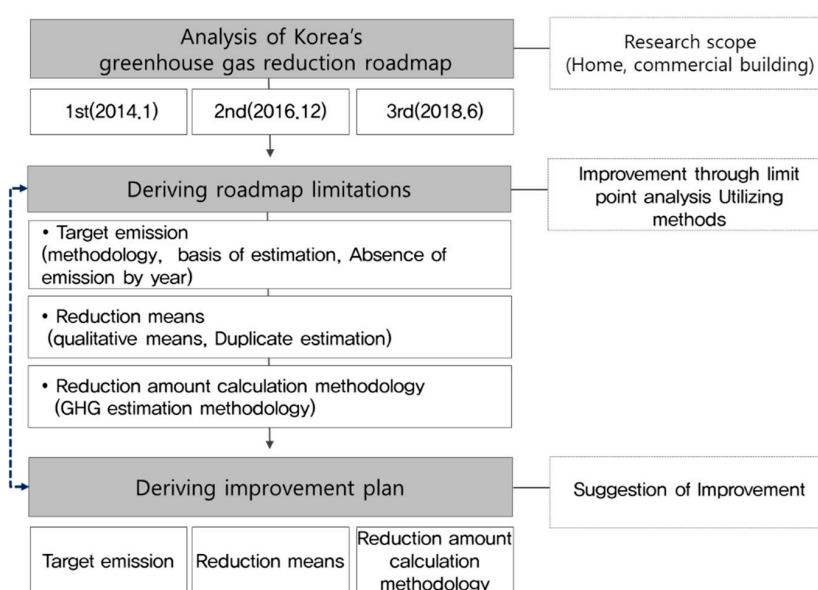 Analysis of Korea's
greenhouse gas reduction roadmap
Research scope
(Home, commercial building)
1st(2014.1)
2nd(2016.12)
3rd(2018.6)
Deriving roadmap limitations
Improvement through limit
point analysis Utilizing
methods
• Target emission
(methodology, basis of estimation, Absence of
emission by year)
• Reduction means
(qualitative means, Duplicate estimation)
• Reduction amount calculation methodology
(GHG estimation methodology)
Deriving improvement plan
Suggestion of Improvement
Target emission
Reduction means
Reduction amount
calculation
methodology